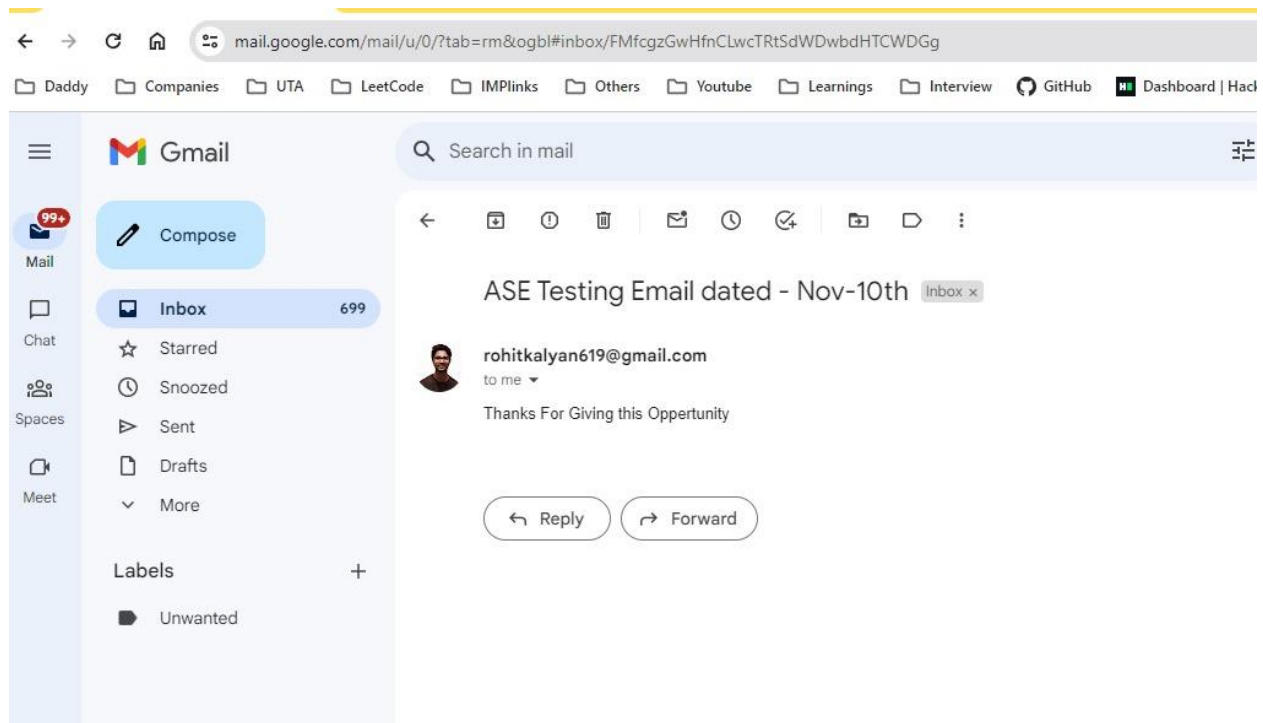 mail.google.com/mail/u/0/?tab=rm&ogbl#inbox/FMfcgzGwHfnCLwcTRtSdWDwbdHTCWDGg
Daddy Companies UTA LeetCode IMPlinks Others Youtube Learnings Interview GitHub Dashboard | Hack
Gmail
Search in mail
99+
Mail
Chat
Spaces
Meet
Compose
Inbox 699
Starred
Snoozed
Sent
Drafts
More
Labels +
Unwanted
ASE Testing Email dated - Nov-10th Inbox ×
rohitkalyan619@gmail.com
to me
Thanks For Giving this Oppertunity
Reply Forward